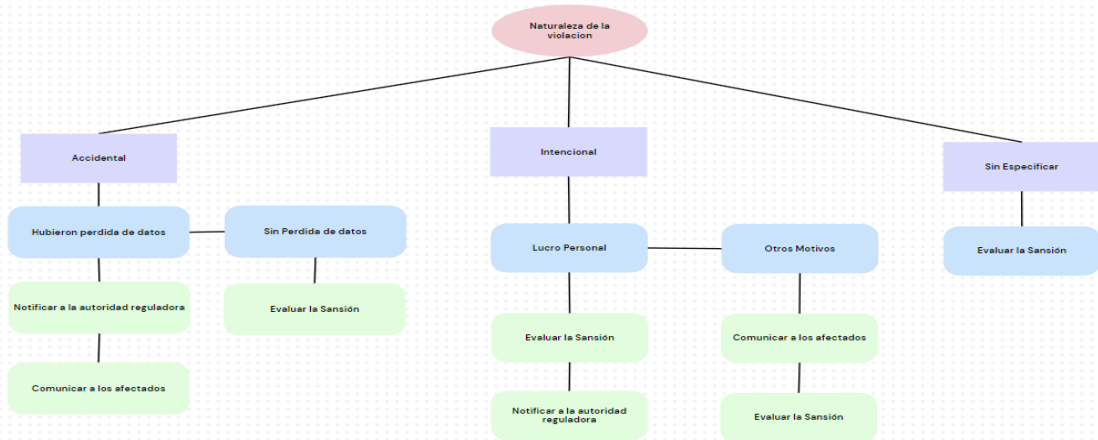 Naturaleza de la
violacion
Accidental
Intencional
Sin Especificar
Hubieron perdida de datos
Sin Perdida de datos
Lucro Personal
Otros Motivos
Evaluar la Sansión
Notificar a la autoridad reguladora
Evaluar la Sansión
Evaluar la Sansión
Comunicar a los afectados
Comunicar a los afectados
Notificar a la autoridad
reguladora
Evaluar la Sansión